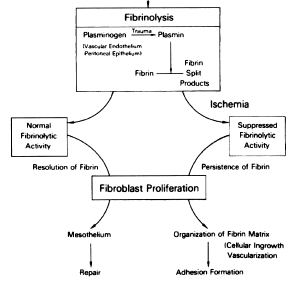 Fibrinolysis
Plasminogen Trauma Plasmin
(Vascular Endothelium
Peritoneal Epithelium)
Fibrin
Fibrin Split
Products
Ischemia
Normal
Fibrinolytic
Activity
Suppressed
Fibrinolytic
Activity
Resolution of Fibrin
Persistence of Fibrin
Fibroblast Proliferation
Mesothelium
Organization of Fibrin Matrix
(Cellular Ingrowth
Vascularization
Repair
Adhesion Formation